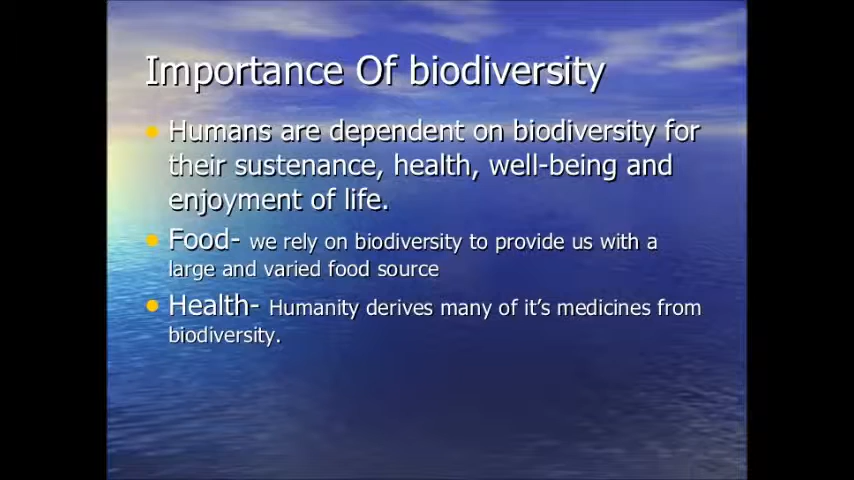 Importance Of biodiversity
Humans are dependent on biodiversity for
their sustenance, health, well-being and
enjoyment of life.
Food- we rely on biodiversity to provide us with a
large and varied food source
Health- Humanity derives many of it's medicines from
biodiversity.